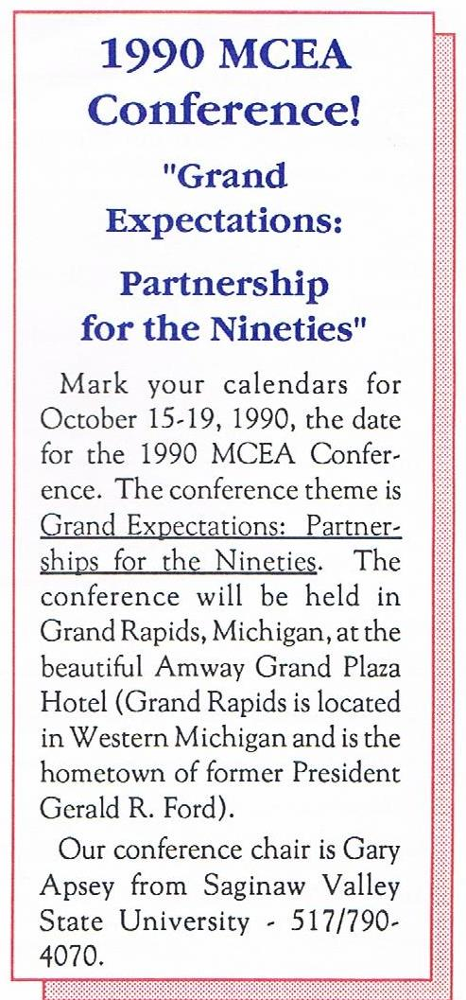 1990 MCEA
Conference!
"Grand
Expectations:
Partnership
for the Nineties"
Mark your calendars for
October 15-19, 1990, the date
for the 1990 MCEA Confer-
ence. The conference theme is
Grand Expectations: Partner-
ships for the Nineties. The
conference will be held in
Grand Rapids, Michigan, at the
beautiful Amway Grand Plaza
Hotel (Grand Rapids is located
in Western Michigan and is the
hometown of former President
Gerald R. Ford).
Our conference chair is Gary
Apsey from Saginaw Valley
State University - 517/790-
4070.